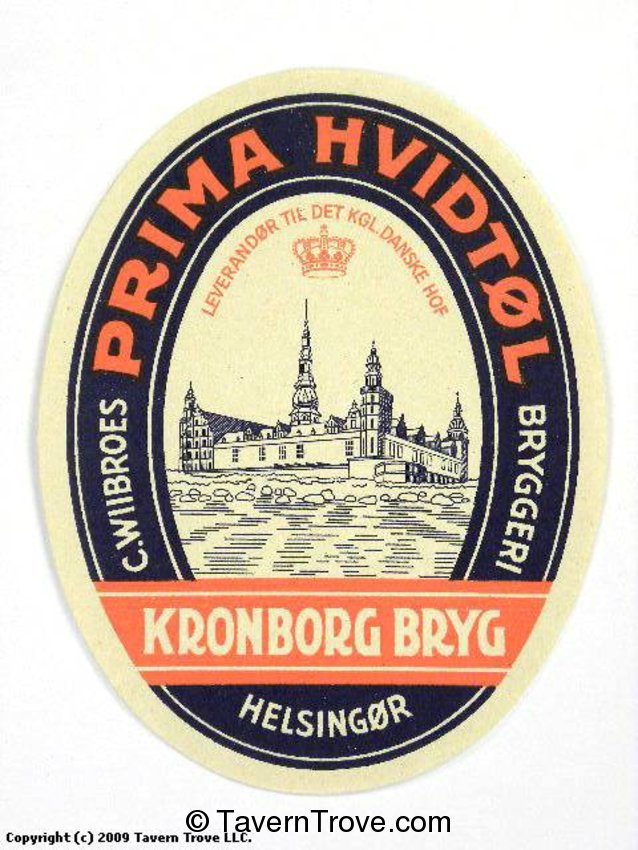 PRIMA HVIDTØL
LEVERANDØR TIL DET KGL. DANSKE HOF
C. WIIBROES BRYGGERI
KRONBORG BRYG
HELSINGØR
© TavernTrove.com
Copyright (c) 2009 Tavern Trove LLC.